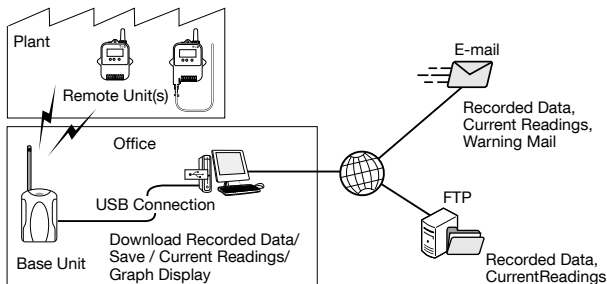 Plant
Remote Unit(s)
Office
USB Connection
Base Unit
Download Recorded Data/
Save / Current Readings/
Graph Display
E-mail
Recorded Data,
Current Readings,
Warning Mail
FTP
Recorded Data,
CurrentReadings